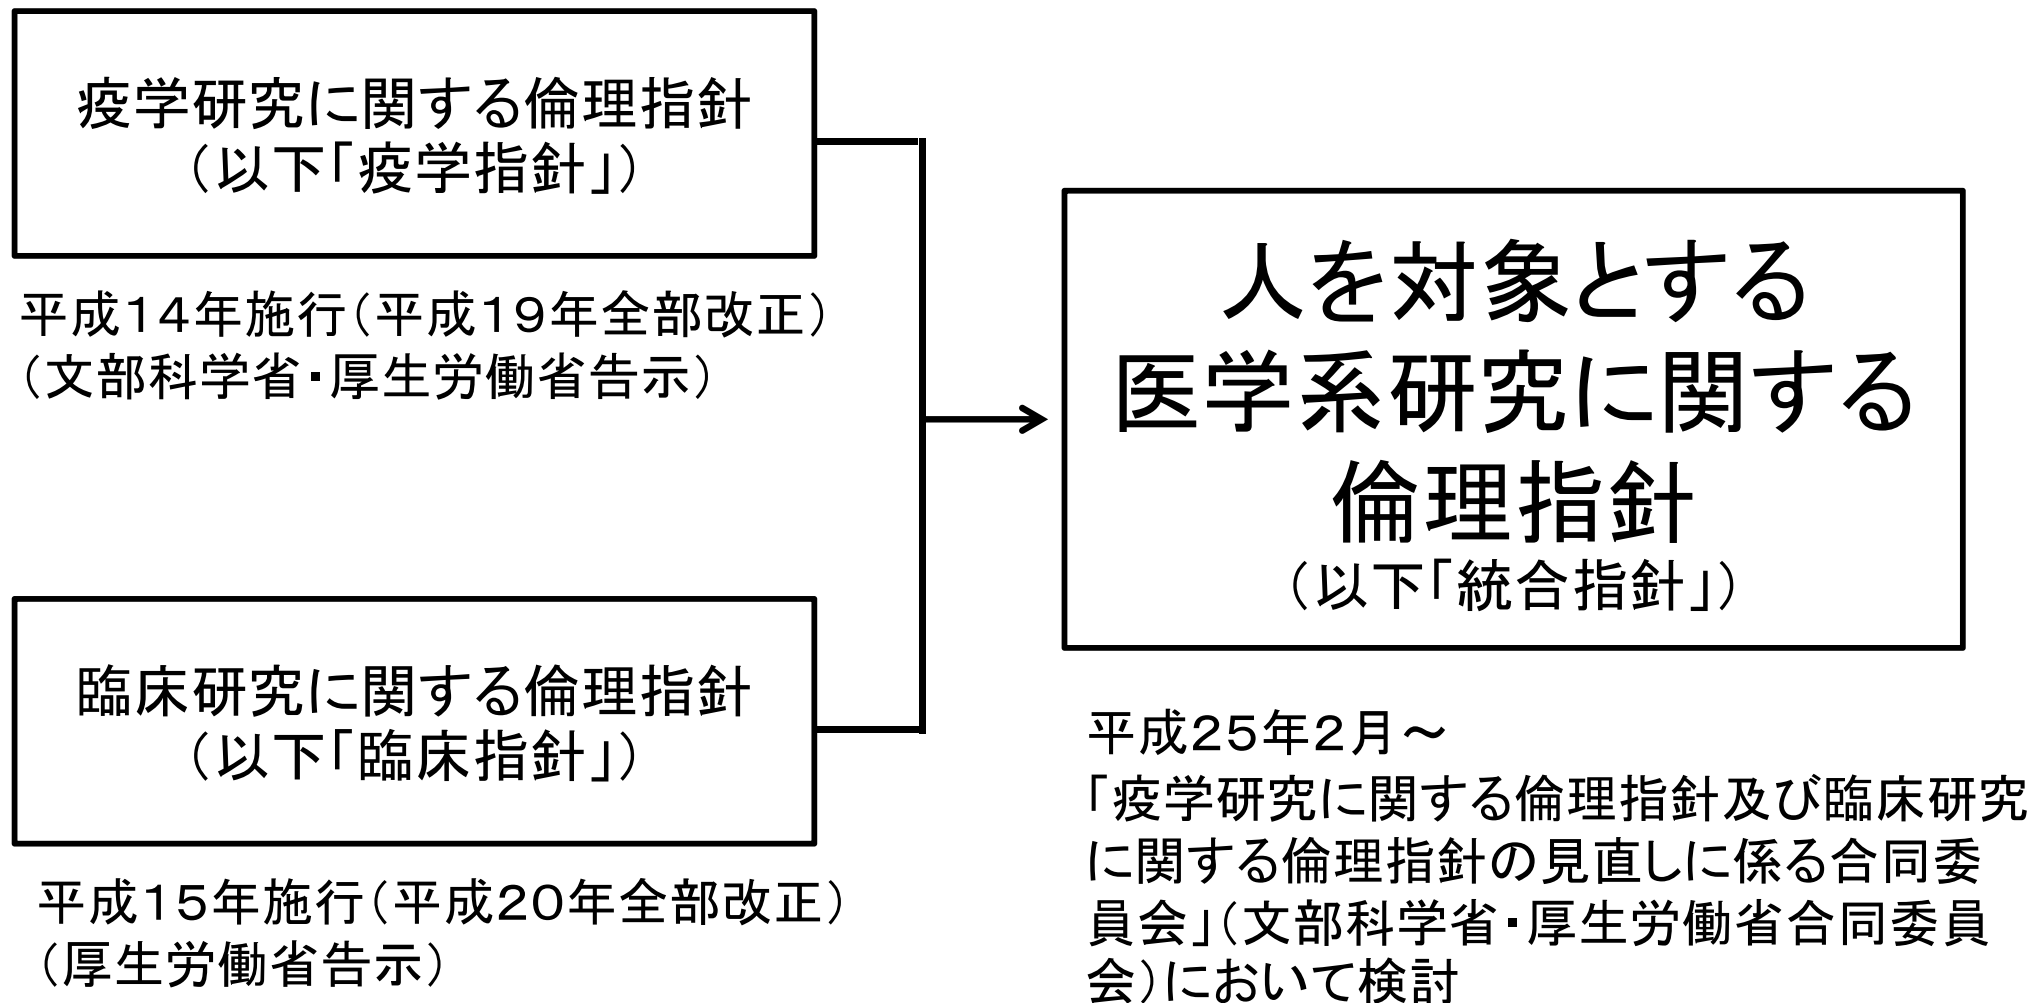 疫学研究に関する倫理指針
（以下「疫学指針」）
平成１４年施行（平成１９年全部改正）
（文部科学省・厚生労働省告示）
臨床研究に関する倫理指針
（以下「臨床指針」）
平成１５年施行（平成２０年全部改正）
（厚生労働省告示）
人を対象とする
医学系研究に関する
倫理指針
（以下「統合指針」）
平成２５年２月～
「疫学研究に関する倫理指針及び臨床研究
に関する倫理指針の見直しに係る合同委
員会」（文部科学省・厚生労働省合同委員
会）において検討